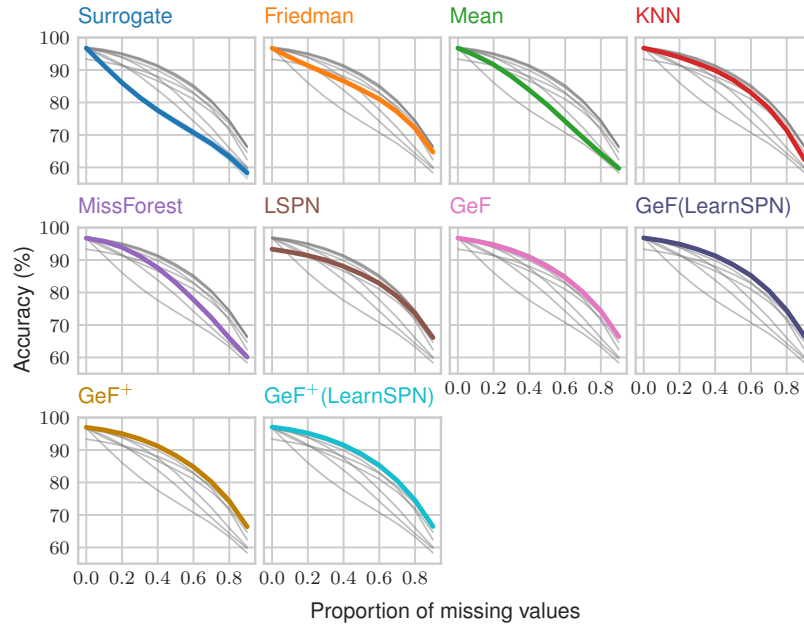 Surrogate Friedman Mean KNN
100
90
80
70
60
MissForest LSPN GeF GeF(LearnSPN)
100
90
80
70
60
0.0 0.2 0.4 0.6 0.8 0.0 0.2 0.4 0.6 0.8
GeF⁺ GeF⁺(LearnSPN)
100
90
80
70
60
0.0 0.2 0.4 0.6 0.8 0.0 0.2 0.4 0.6 0.8
Accuracy (%)
Proportion of missing values